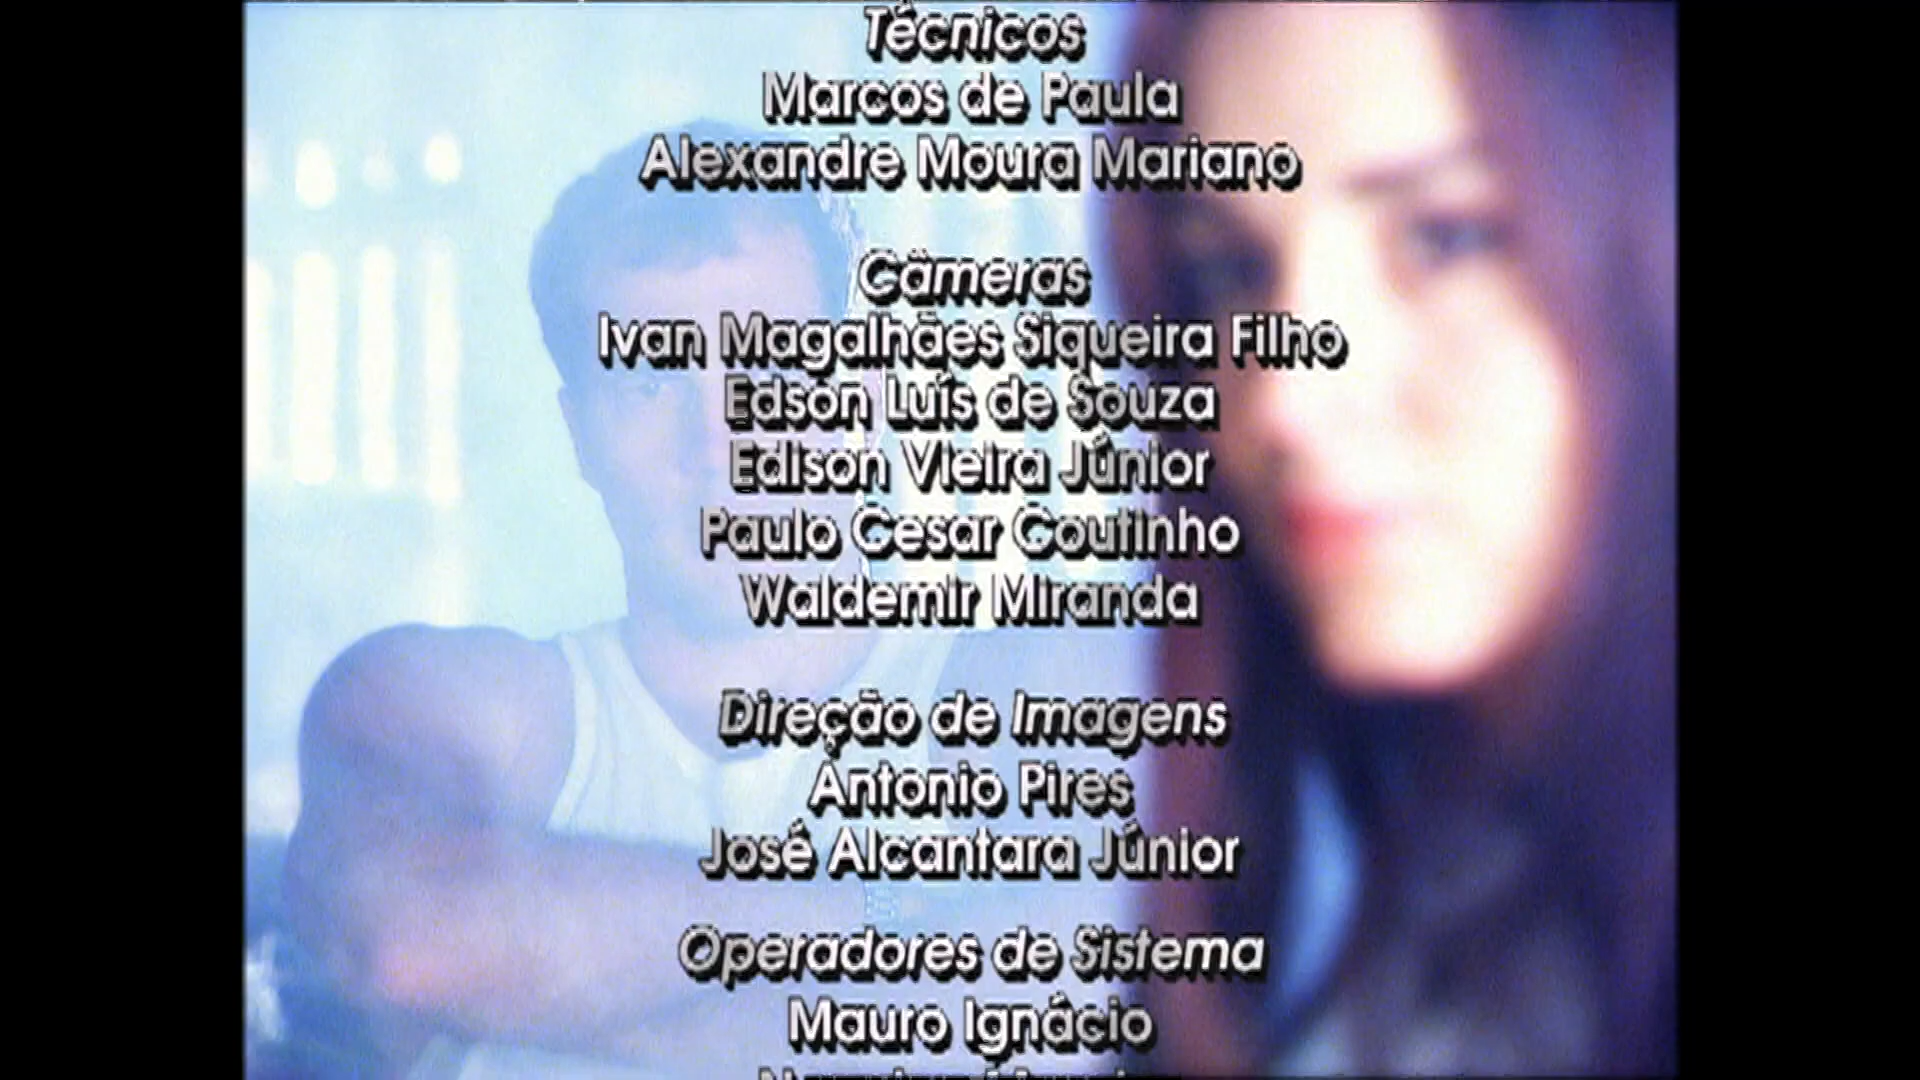 Técnicos
Marcos de Paula
Alexandre Moura Mariano
Câmeras
Ivan Magalhães Siqueira Filho
Edson Luís de Souza
Edison Vieira Júnior
Paulo Cesar Coutinho
Waldemir Miranda
Direção de Imagens
Antonio Pires
José Alcantara Júnior
Operadores de Sistema
Mauro Ignácio